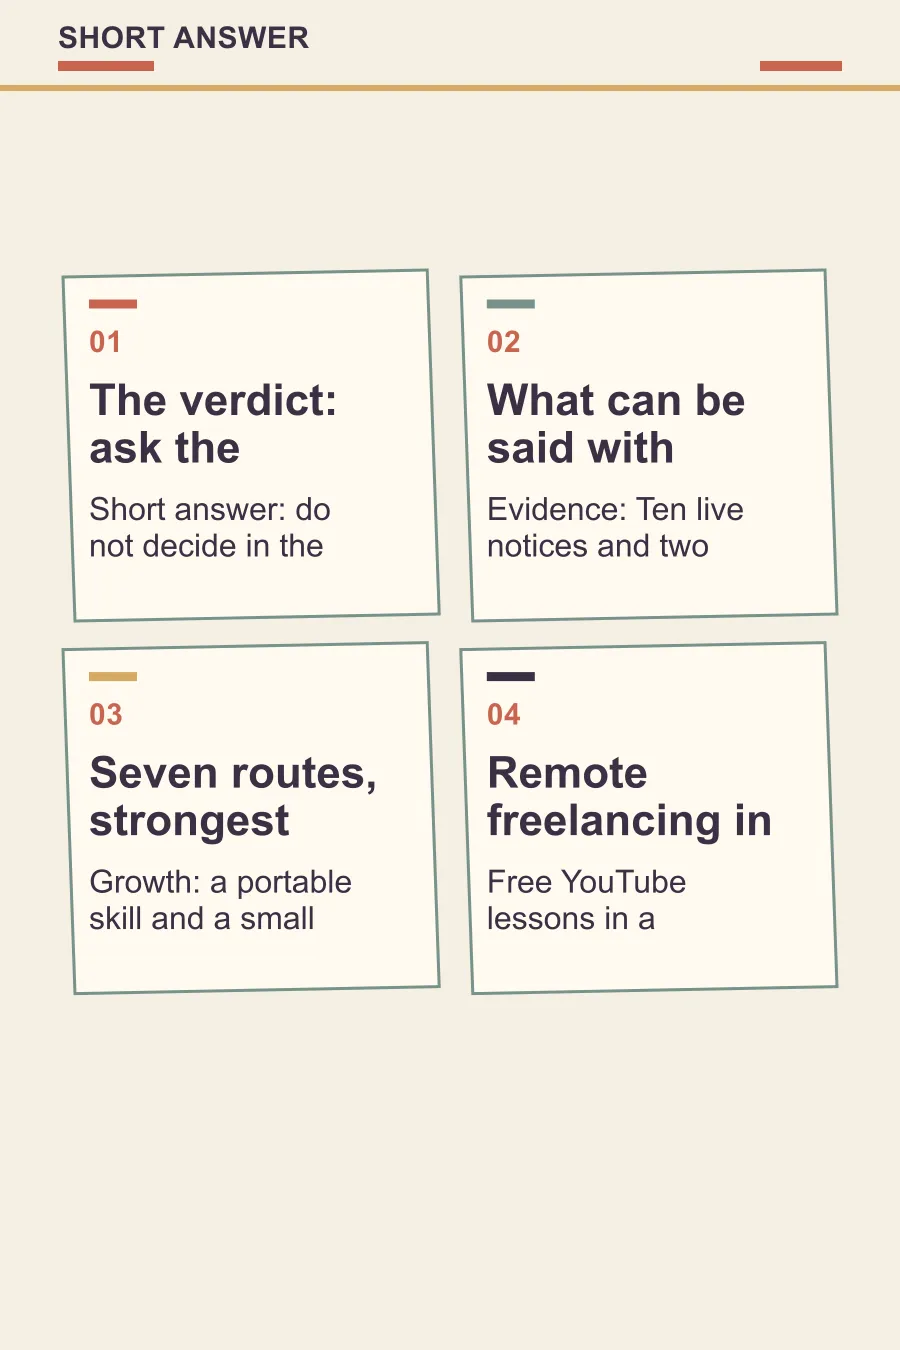 SHORT ANSWER
01
The verdict:
ask the
Short answer: do
not decide in the
02
What can be
said with
Evidence: Ten live
notices and two
03
Seven routes,
strongest
Growth: a portable
skill and a small
04
Remote
freelancing in
Free YouTube
lessons in a